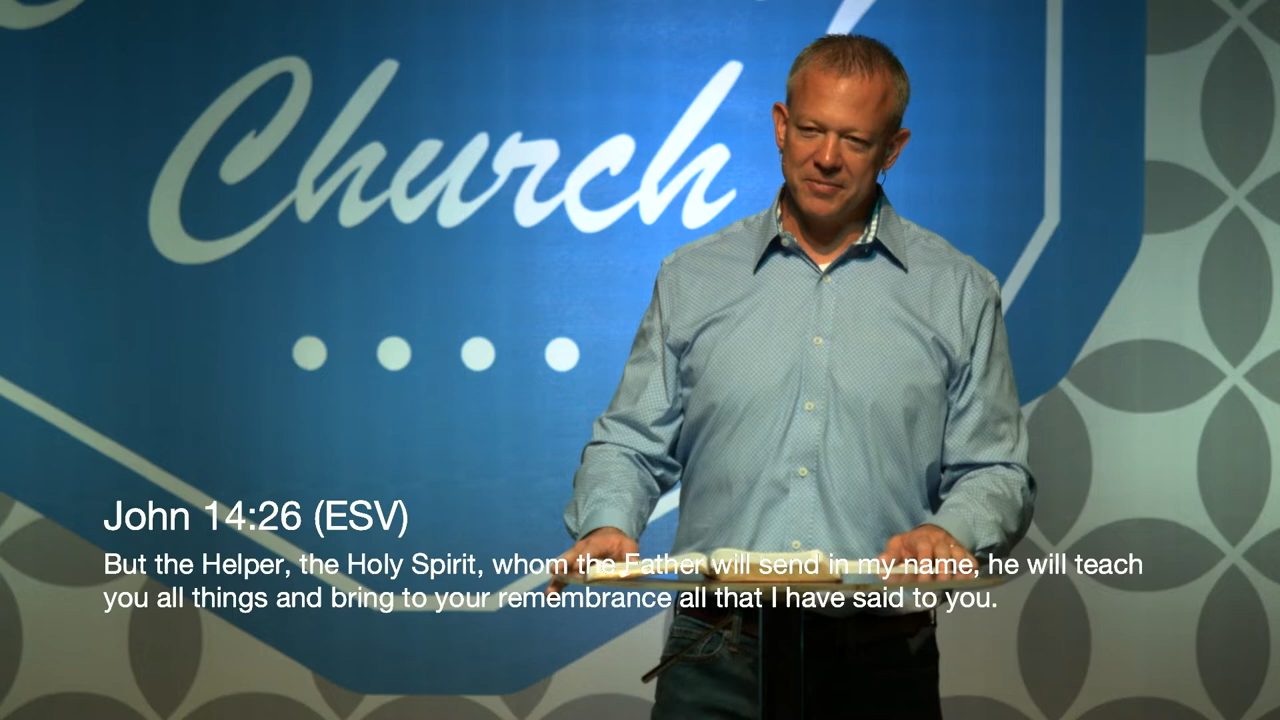 Church
John 14:26 (ESV)
But the Helper, the Holy Spirit, whom the Father will send in my name, he will teach
you all things and bring to your remembrance all that I have said to you.